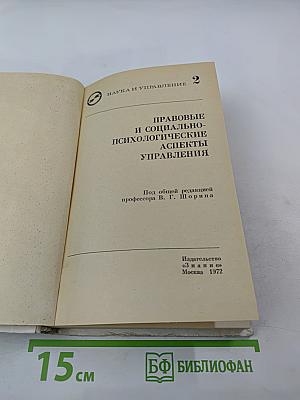 НАУКА И УПРАВЛЕНИЕ 2
ПРАВОВЫЕ
И СОЦИАЛЬНО-
ПСИХОЛОГИЧЕСКИЕ
АСПЕКТЫ
УПРАВЛЕНИЯ
Под общей редакцией
профессора В. Г. Шорина
Издательство
«Знание»
Москва 1972
15 см
БФ БИБЛИОФАН